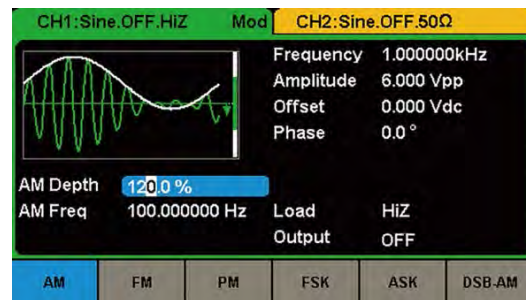 CH1:Sine.OFF.HiZ Mod CH2:Sine.OFF.50Ω
Frequency 1.000000kHz
Amplitude 6.000 Vpp
Offset 0.000 Vdc
Phase 0.0 °
AM Depth 120.0 %
AM Freq 100.000000 Hz
Load HiZ
Output OFF
AM FM PM FSK ASK DSB-AM